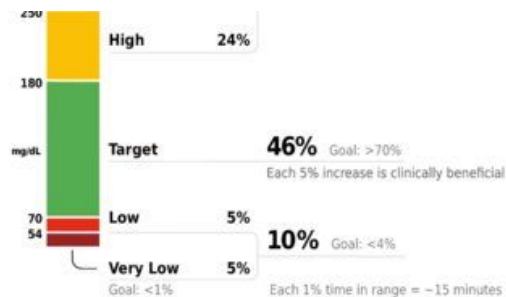 250
High 24%
180
mg/dL Target 46% Goal: >70%
Each 5% increase is clinically beneficial
70 Low 5%
54
10% Goal: <4%
Very Low 5%
Goal: <1% Each 1% time in range = ~15 minutes